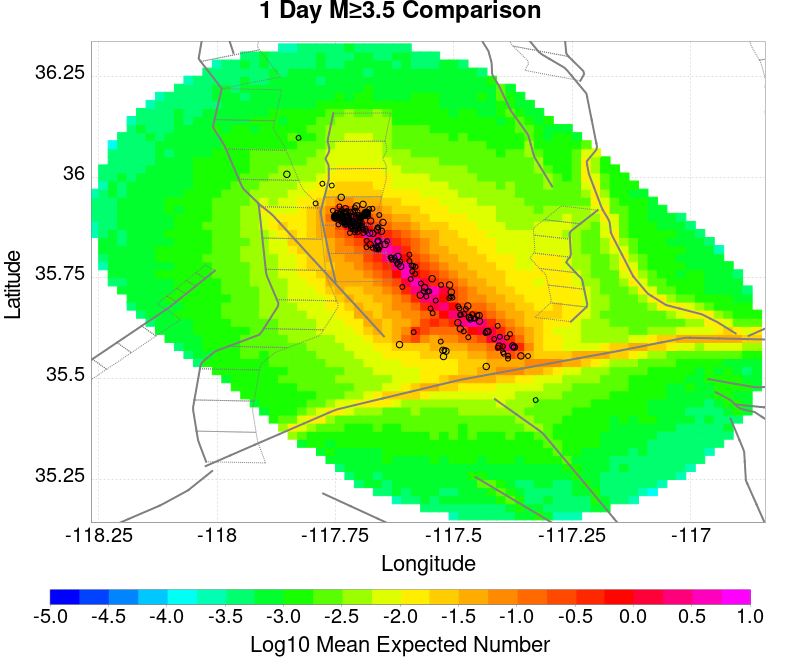 1 Day M≥3.5 Comparison
36.25
36
35.75
35.5
35.25
Latitude
-118.25 -118 -117.75 -117.5 -117.25 -117
Longitude
-5.0 -4.5 -4.0 -3.5 -3.0 -2.5 -2.0 -1.5 -1.0 -0.5 0.0 0.5 1.0
Log10 Mean Expected Number